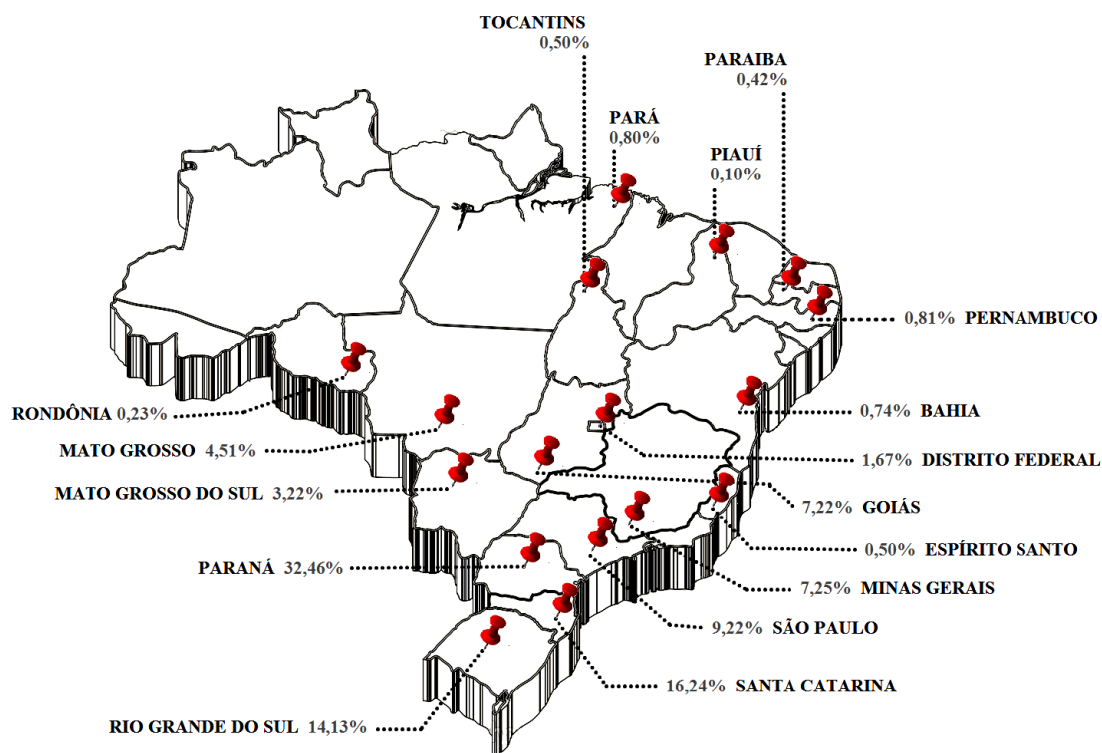 TOCANTINS
0,50%
PARAIBA
0,42%
PARÁ
0,80%
PIAUÍ
0,10%
0,81% PERNAMBUCO
RONDÔNIA 0,23%
0,74% BAHIA
MATO GROSSO 4,51%
1,67% DISTRITO FEDERAL
MATO GROSSO DO SUL 3,22%
7,22% GOIÁS
0,50% ESPÍRITO SANTO
PARANÁ 32,46%
7,25% MINAS GERAIS
9,22% SÃO PAULO
16,24% SANTA CATARINA
RIO GRANDE DO SUL 14,13%